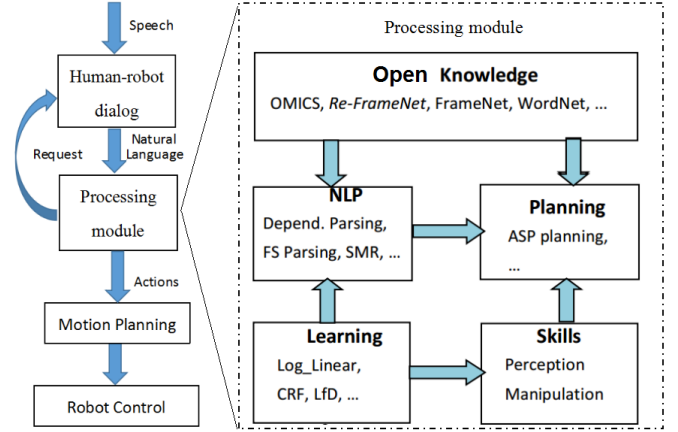 Speech
Human-robot
dialog
Request
Natural
Language
Processing
module
Actions
Motion Planning
Robot Control
Processing module
Open Knowledge
OMICS, Re-FrameNet, FrameNet, WordNet, ...
NLP
Depend. Parsing,
FS Parsing, SMR, ...
Planning
ASP planning,
...
Learning
Log_Linear,
CRF, LfD, ...
Skills
Perception
Manipulation